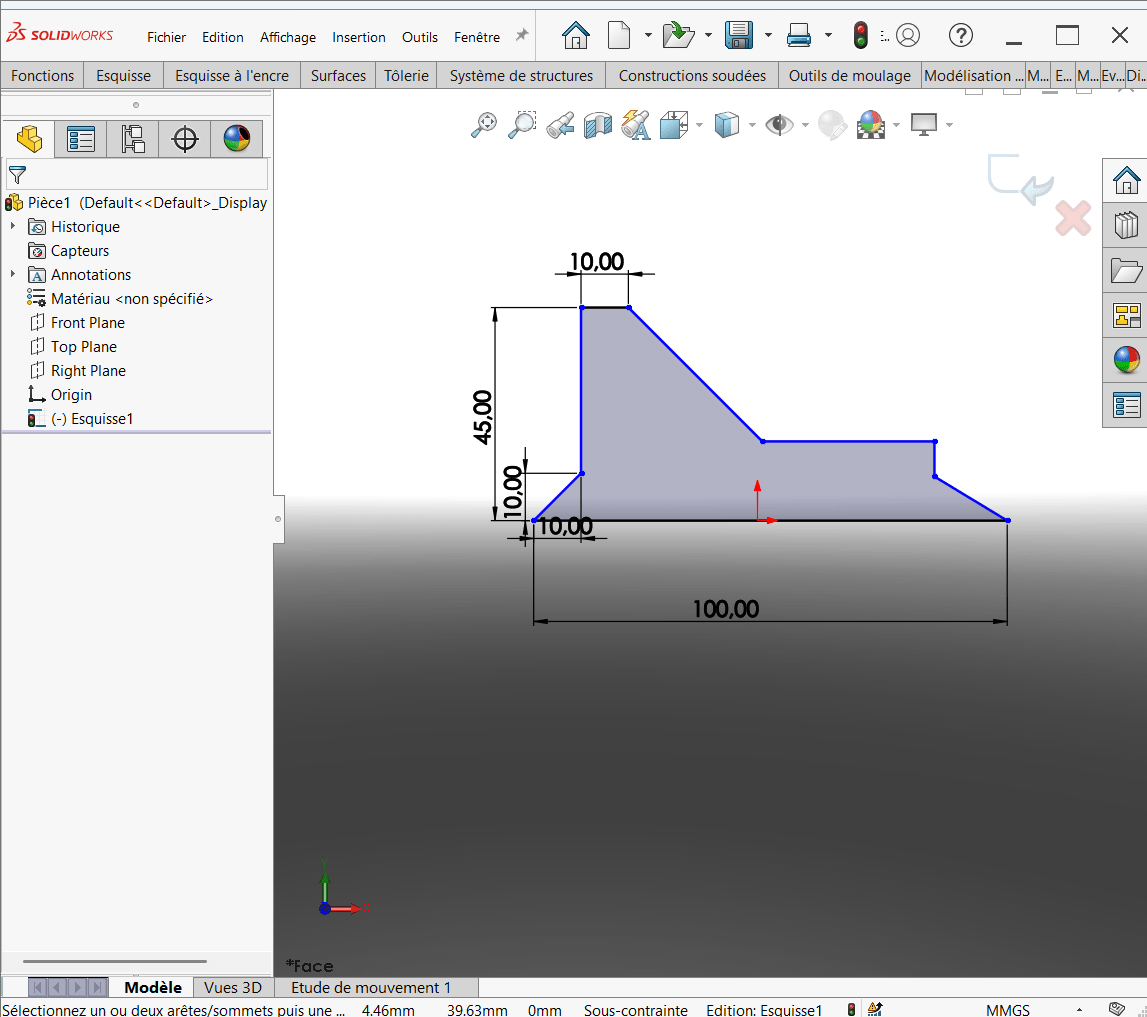 SOLIDWORKS
Fichier Edition Affichage Insertion Outils Fenêtre
Fonctions Esquisse Esquisse à l'encre Surfaces Tôlerie Système de structures Constructions soudées Outils de moulage Modélisation ... M... E... M... Ev... Di...
Pièce1 (Default<<Default>_Display
Historique
Capteurs
Annotations
Matériau <non spécifié>
Front Plane
Top Plane
Right Plane
Origin
(-) Esquisse1
10,00
45,00
10,00
10,00
100,00
*Face
Modèle Vues 3D Etude de mouvement 1
Sélectionnez un ou deux arêtes/sommets puis une ... 4.46mm 39.63mm 0mm Sous-contrainte Edition: Esquisse1 MMGS